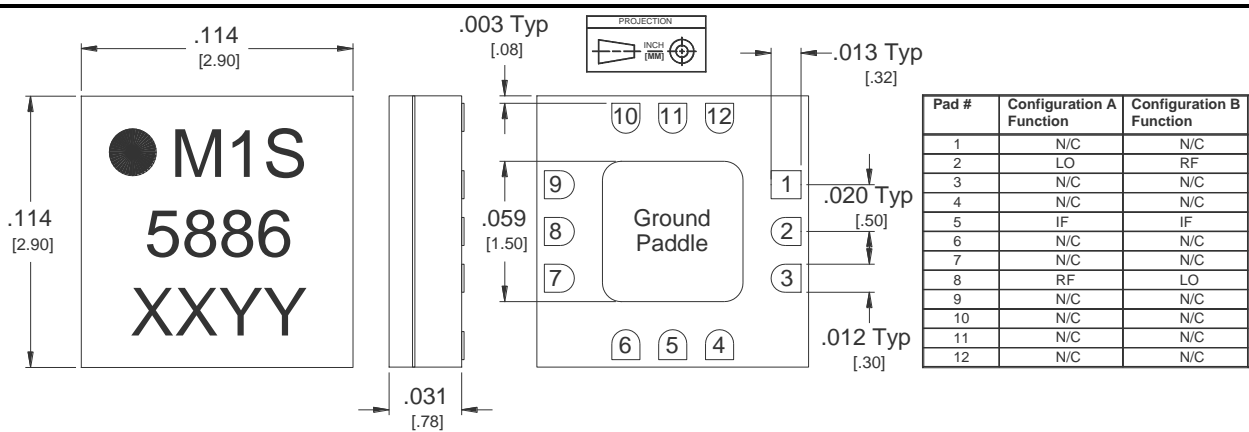 .114
[2.90]
.114
[2.90]
M1S
5886
XXYY
.031
[.78]
.003 Typ
[.08]
PROJECTION
INCH
[MM]
.013 Typ
[.32]
10 11 12
9
8
7
1
2
3
6 5 4
Ground
Paddle
.059
[1.50]
.020 Typ
[.50]
.012 Typ
[.30]
Pad # Configuration A Function Configuration B Function
1 N/C N/C
2 LO RF
3 N/C N/C
4 N/C N/C
5 IF IF
6 N/C N/C
7 N/C N/C
8 RF LO
9 N/C N/C
10 N/C N/C
11 N/C N/C
12 N/C N/C